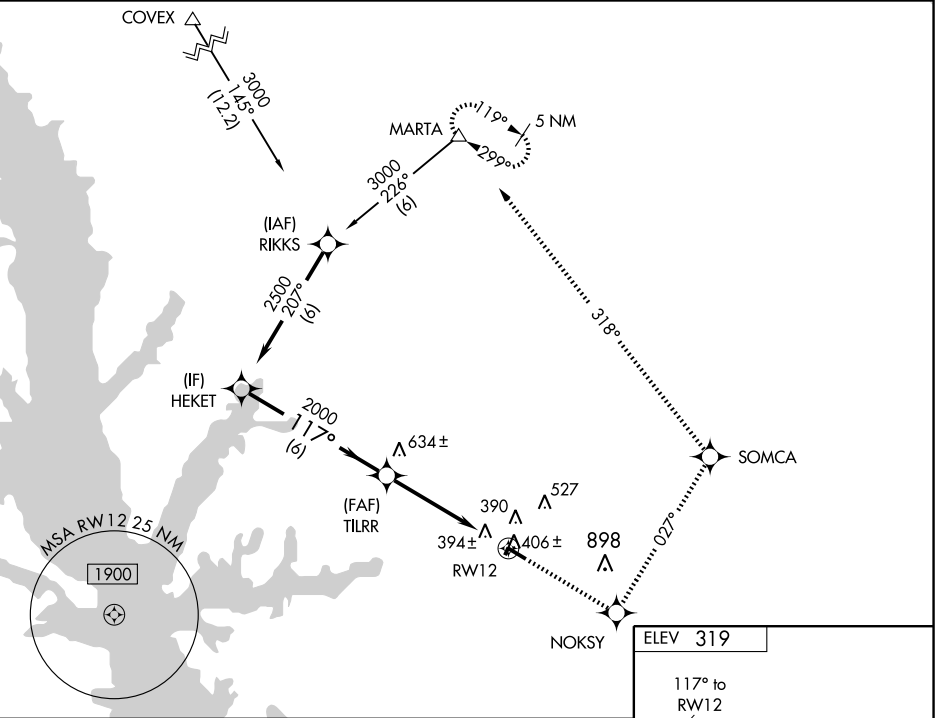 COVEX
3000
145°
(12.2)
MARTA
119°
5 NM
299°
3000
226°
(6)
(IAF)
RIKKS
2500
207°
(6)
318°
(IF)
HEKET
2000
117°
(6)
634±
(FAF)
TILRR
SOMCA
527
390
394±
406±
898
RW12
027°
MSA RW12 25 NM
1900
NOKSY
ELEV 319
117° to
RW12